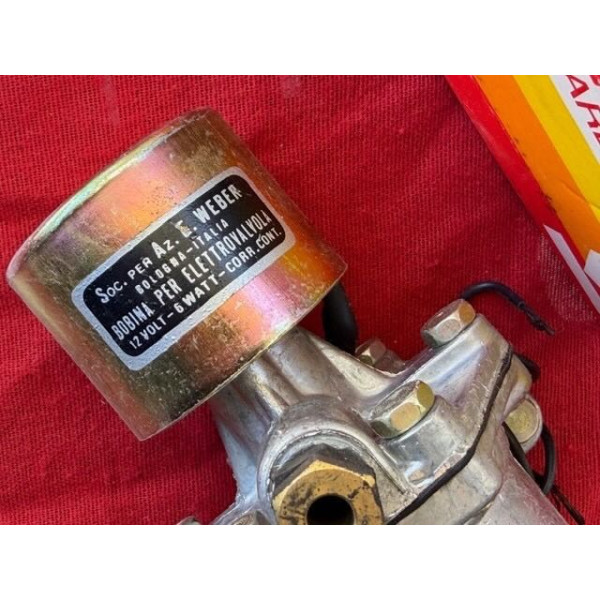 Soc. PER Az. E. WEBER
BOLOGNA-ITALIA
BOBINA PER ELETTROVALVOLA
12 VOLT-6 WATT-CORR.CONT.